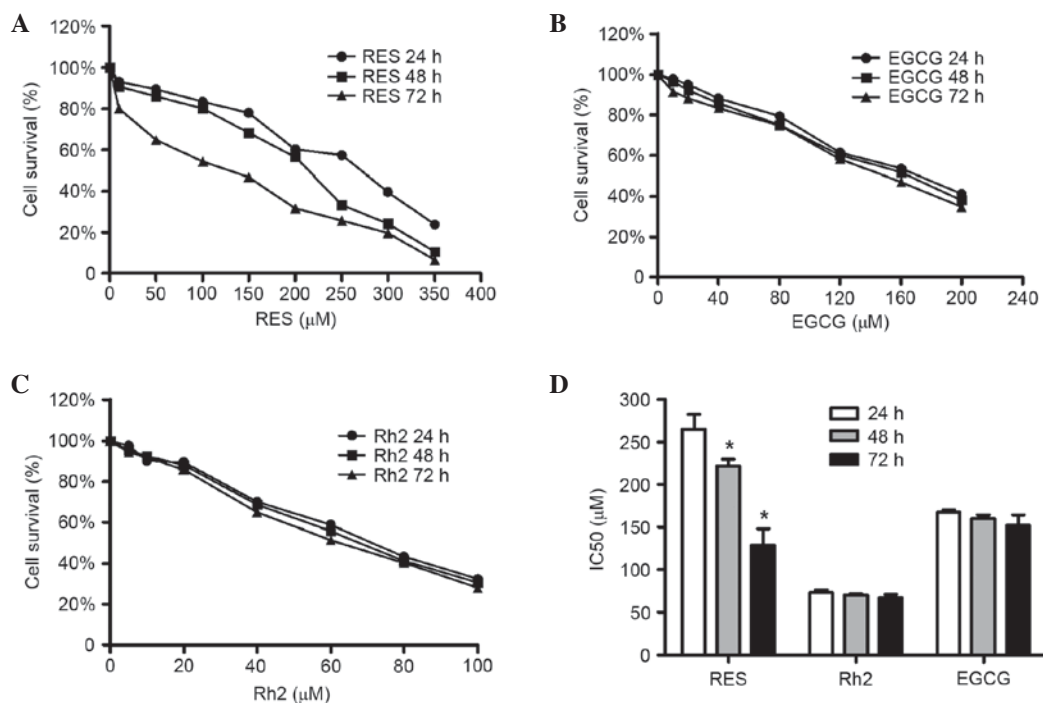 A
120%
100%
80%
60%
40%
20%
0
Cell survival (%)
RES 24 h
RES 48 h
RES 72 h
0 50 100 150 200 250 300 350 400
RES (μM)
B
120%
100%
80%
60%
40%
20%
0
Cell survival (%)
EGCG 24 h
EGCG 48 h
EGCG 72 h
0 40 80 120 160 200 240
EGCG (μM)
C
120%
100%
80%
60%
40%
20%
0
Cell survival (%)
Rh2 24 h
Rh2 48 h
Rh2 72 h
0 20 40 60 80 100
Rh2 (μM)
D
300
250
200
150
100
50
0
IC50 (μM)
24 h
48 h
72 h
*
*
RES Rh2 EGCG